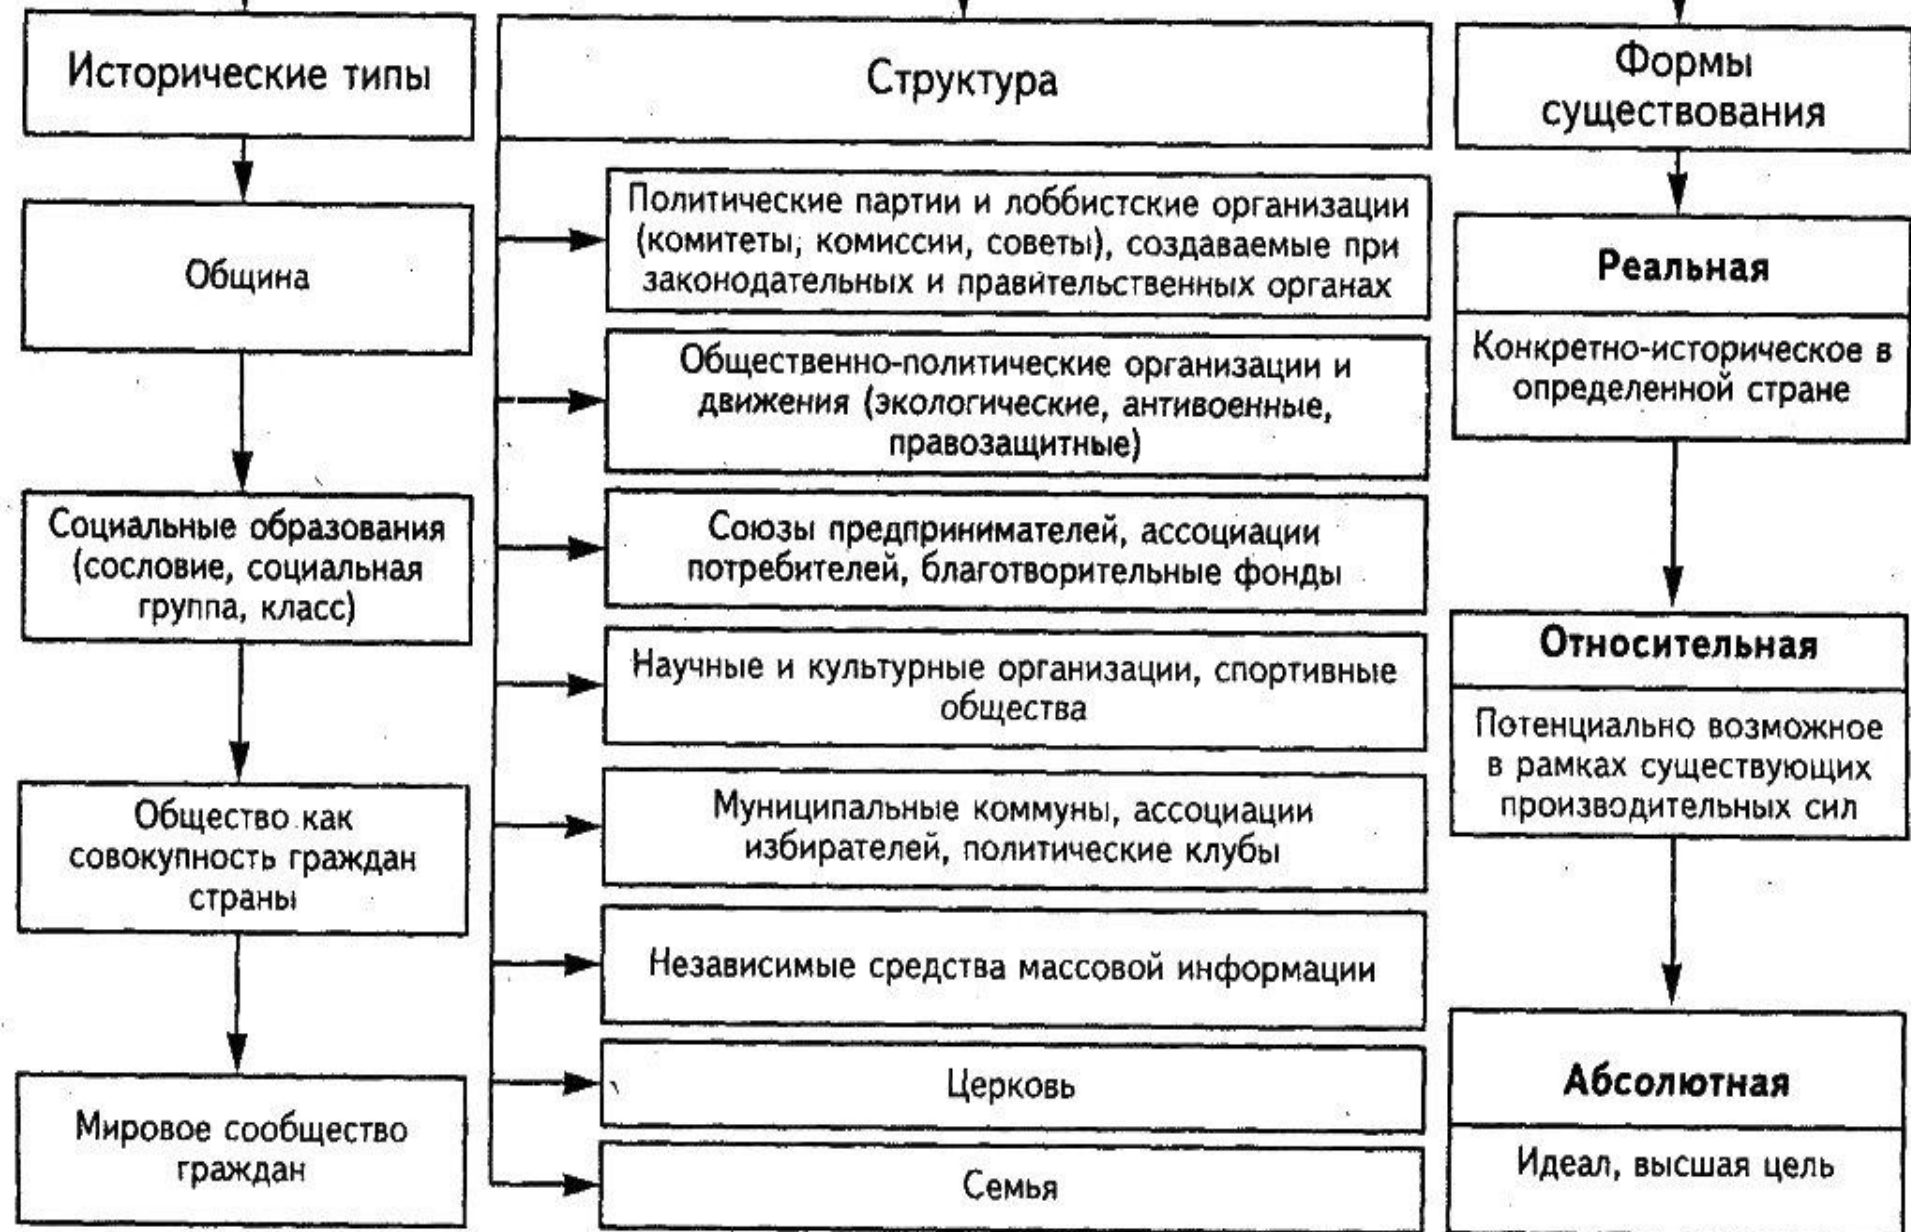 Исторические типы
Община
Социальные образования
(сословие, социальная
группа, класс)
Общество как
совокупность граждан
страны
Мировое сообщество
граждан
Структура
Политические партии и лоббистские организации
(комитеты, комиссии, советы), создаваемые при
законодательных и правительственных органах
Общественно-политические организации и
движения (экологические, антивоенные,
правозащитные)
Союзы предпринимателей, ассоциации
потребителей, благотворительные фонды
Научные и культурные организации, спортивные
общества
Муниципальные коммуны, ассоциации
избирателей, политические клубы
Независимые средства массовой информации
Церковь
Семья
Формы
существования
Реальная
Конкретно-историческое в
определенной стране
Относительная
Потенциально возможное
в рамках существующих
производительных сил
Абсолютная
Идеал, высшая цель